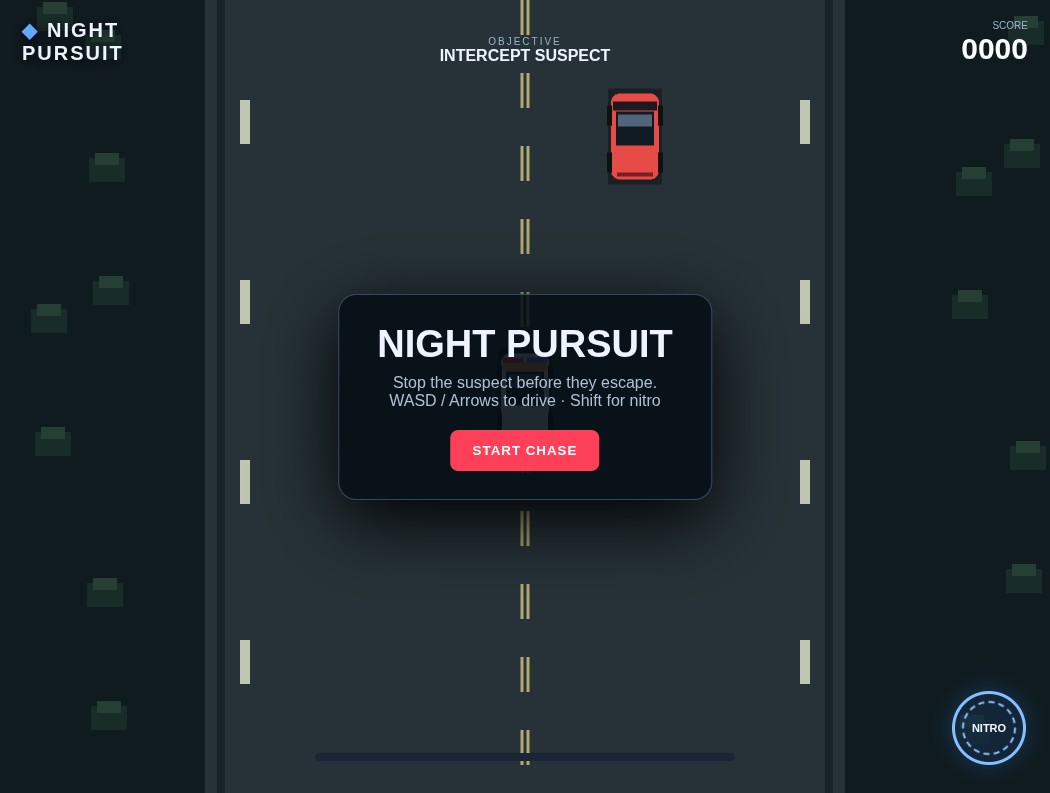 ◆ NIGHT
PURSUIT
OBJECTIVE
INTERCEPT SUSPECT
SCORE
0000
NIGHT PURSUIT
Stop the suspect before they escape.
WASD / Arrows to drive · Shift for nitro
START CHASE
NITRO